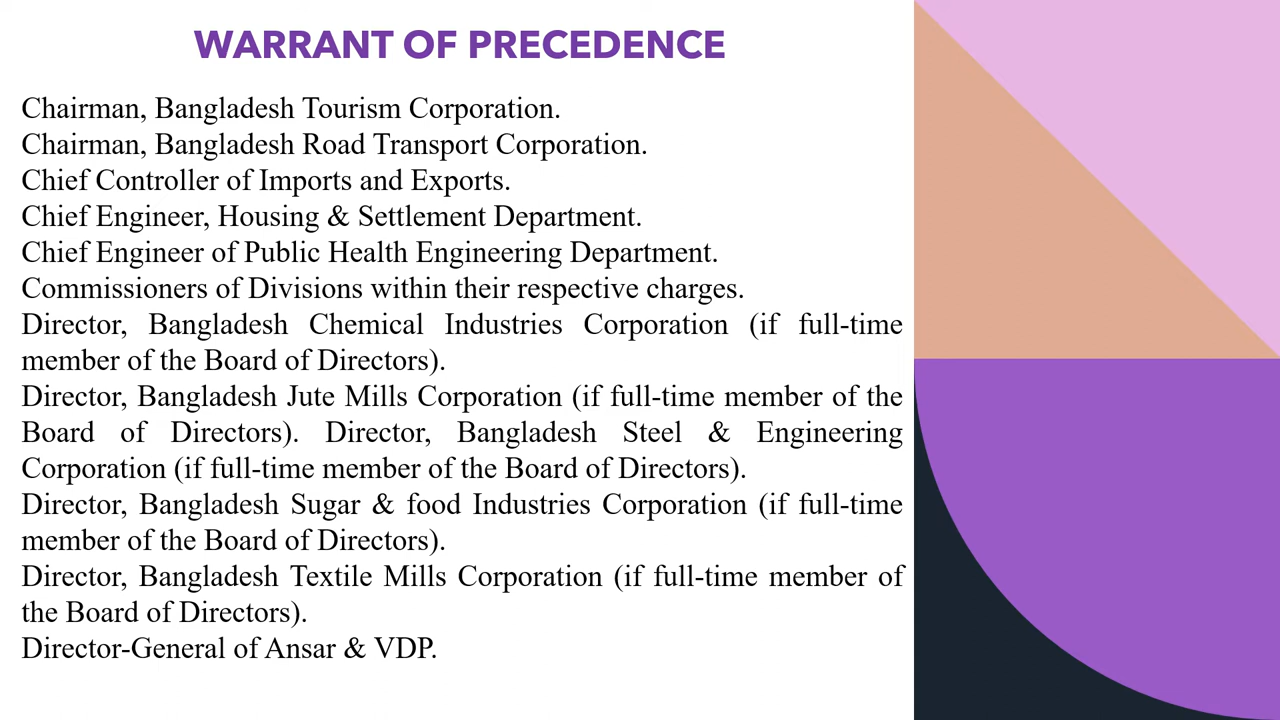 WARRANT OF PRECEDENCE
Chairman, Bangladesh Tourism Corporation.
Chairman, Bangladesh Road Transport Corporation.
Chief Controller of Imports and Exports.
Chief Engineer, Housing & Settlement Department.
Chief Engineer of Public Health Engineering Department.
Commissioners of Divisions within their respective charges.
Director, Bangladesh Chemical Industries Corporation (if full-time
member of the Board of Directors).
Director, Bangladesh Jute Mills Corporation (if full-time member of the
Board of Directors). Director, Bangladesh Steel & Engineering
Corporation (if full-time member of the Board of Directors).
Director, Bangladesh Sugar & food Industries Corporation (if full-time
member of the Board of Directors).
Director, Bangladesh Textile Mills Corporation (if full-time member of
the Board of Directors).
Director-General of Ansar & VDP.